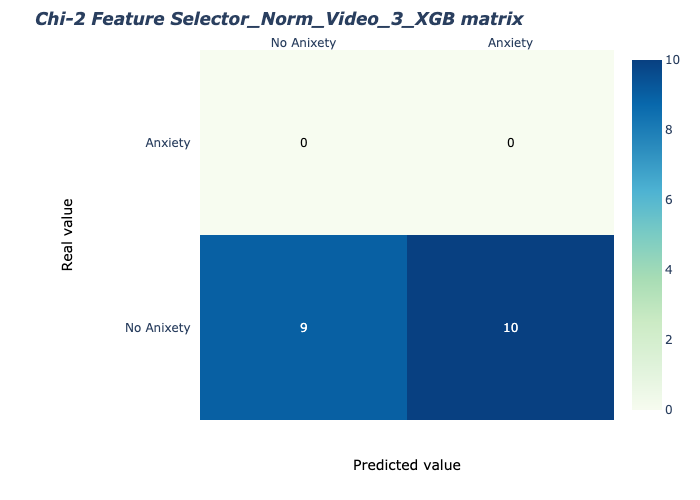 Chi-2 Feature Selector_Norm_Video_3_XGB matrix
No Anixety
Anxiety
Anxiety
0
0
No Anixety
9
10
Real value
Predicted value
10
8
6
4
2
0